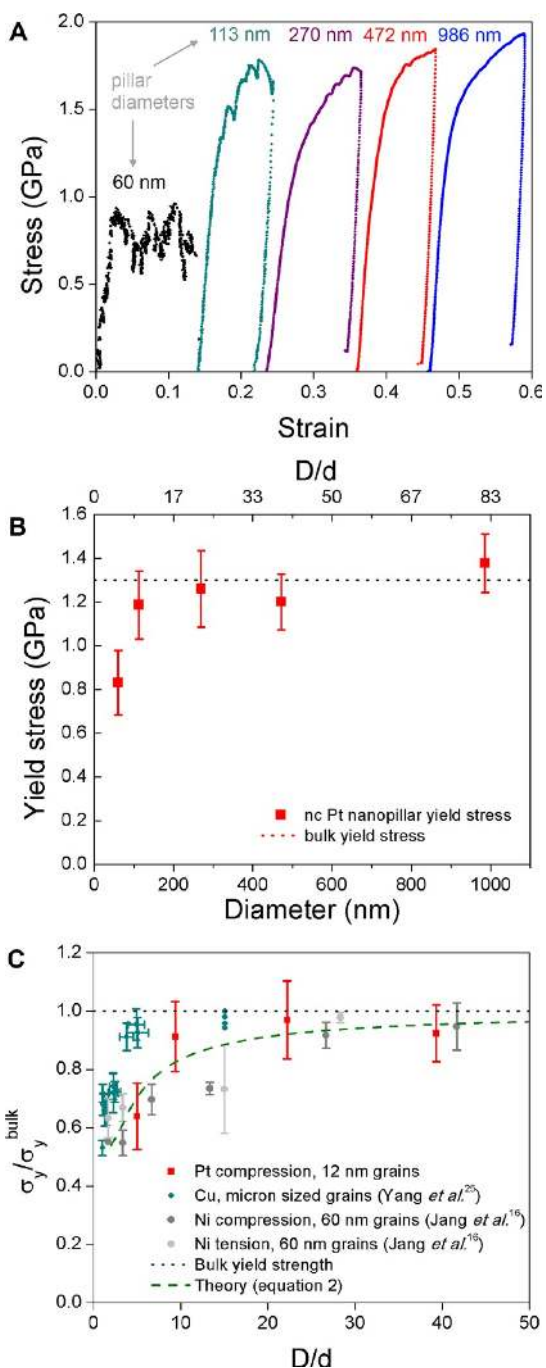 A
113 nm 270 nm 472 nm 986 nm
pillar
diameters
60 nm
Stress (GPa)
2.0
1.5
1.0
0.5
0.0
0.0 0.1 0.2 0.3 0.4 0.5 0.6
Strain
D/d
0 17 33 50 67 83
B
Yield stress (GPa)
1.6
1.4
1.2
1.0
0.8
0.6
0.4
0.2
0.0
nc Pt nanopillar yield stress
bulk yield stress
0 200 400 600 800 1000
Diameter (nm)
C
σy/σy^bulk
1.2
1.0
0.8
0.6
0.4
0.2
0.0
Pt compression, 12 nm grains
Cu, micron sized grains (Yang et al.25)
Ni compression, 60 nm grains (Jang et al.16)
Ni tension, 60 nm grains (Jang et al.16)
Bulk yield strength
Theory (equation 2)
0 10 20 30 40 50
D/d